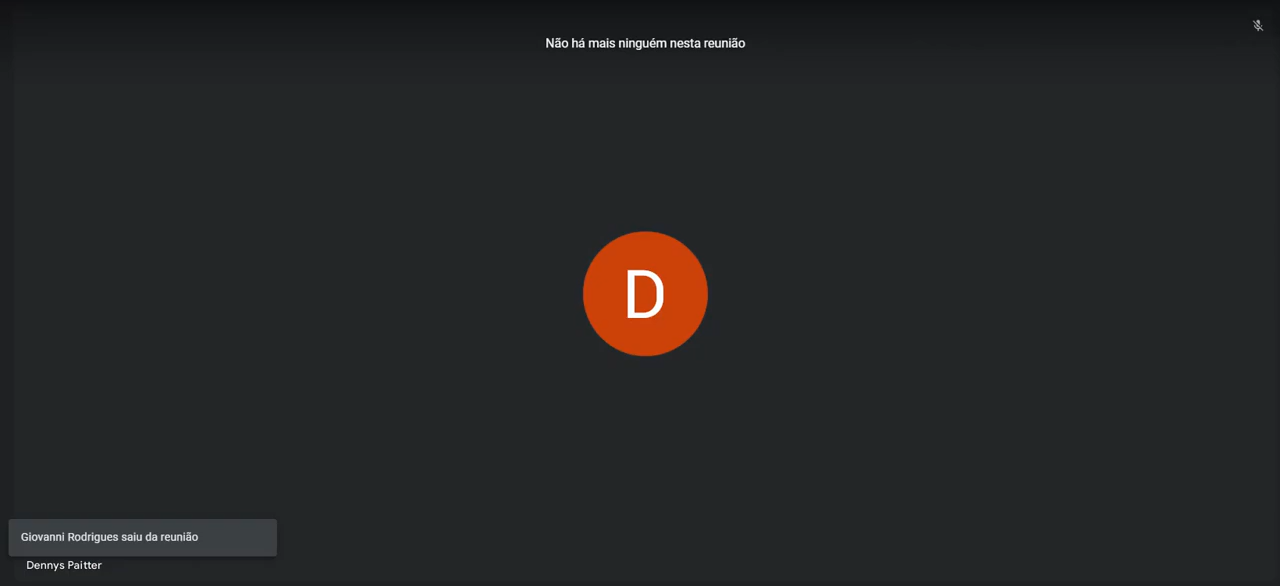 Não há mais ninguém nesta reunião
D
Giovanni Rodrigues saiu da reunião
Dennys Paitter